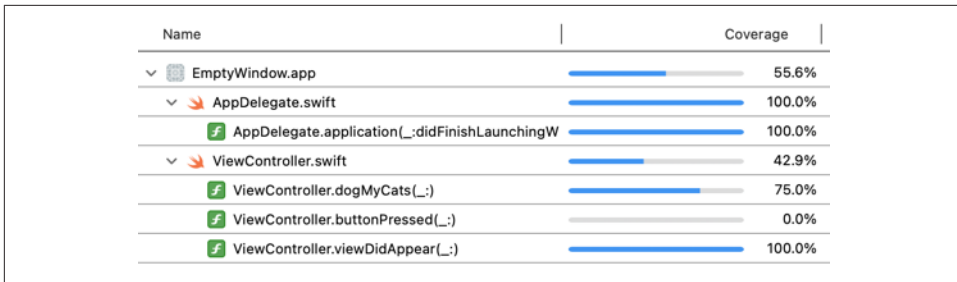 Name Coverage
EmptyWindow.app 55.6%
AppDelegate.swift 100.0%
AppDelegate.application(_:didFinishLaunchingW 100.0%
ViewController.swift 42.9%
ViewController.dogMyCats(_:) 75.0%
ViewController.buttonPressed(_:) 0.0%
ViewController.viewDidAppear(_:) 100.0%